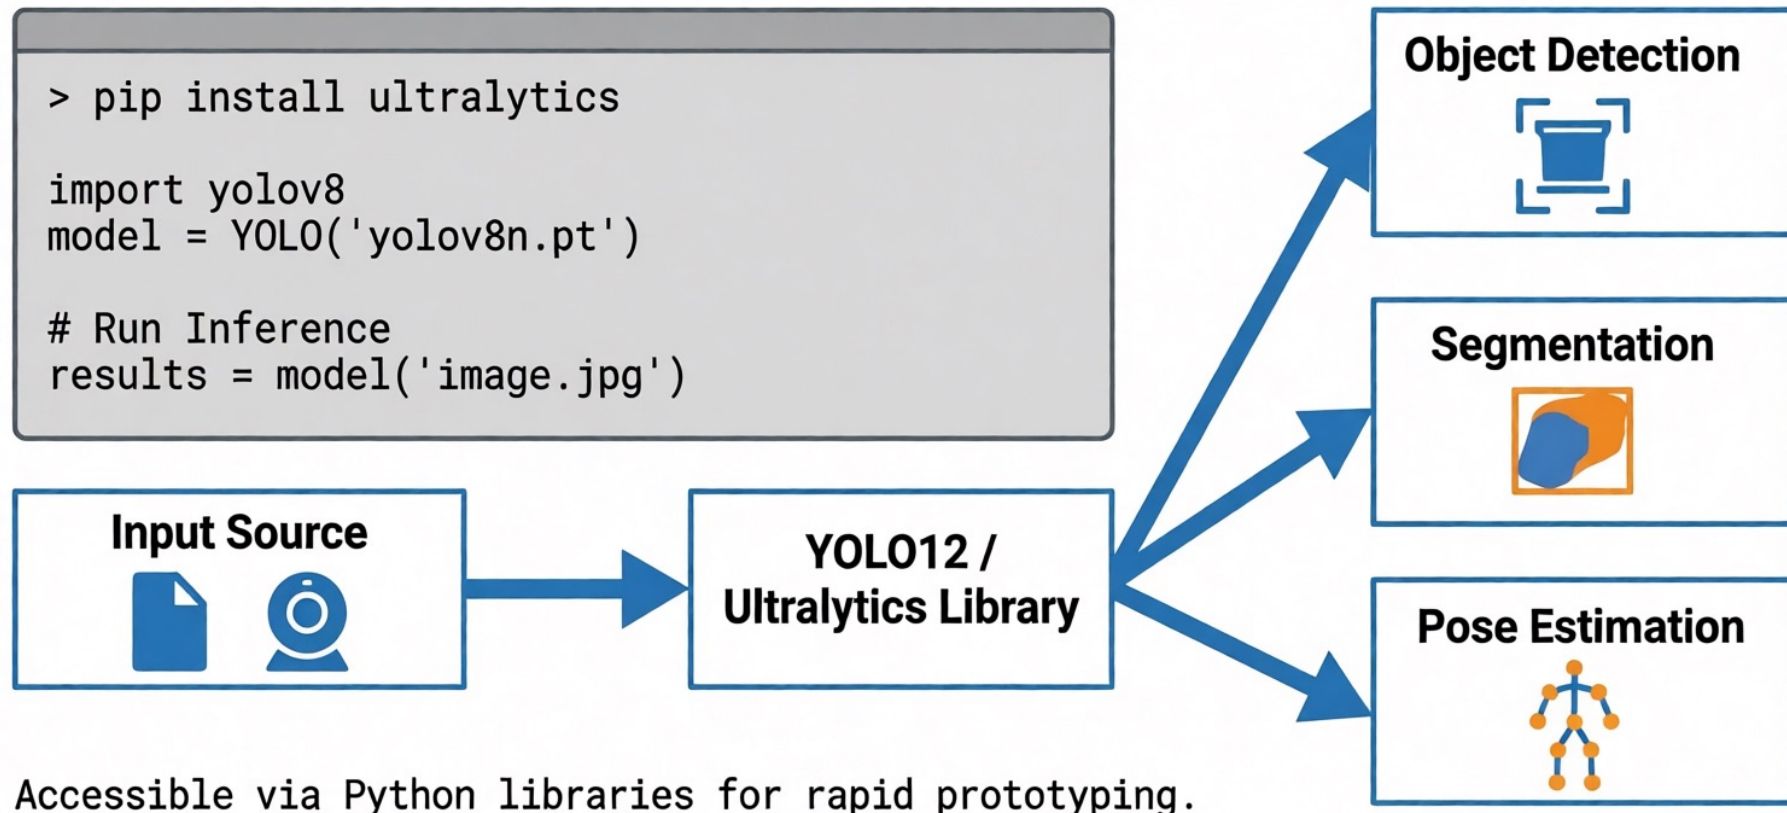 > pip install ultralytics
import yolov8
model = YOLO('yolov8n.pt')
# Run Inference
results = model('image.jpg')
Input Source
YOLO12 /
Ultralytics Library
Object Detection
Segmentation
Pose Estimation
Accessible via Python libraries for rapid prototyping.